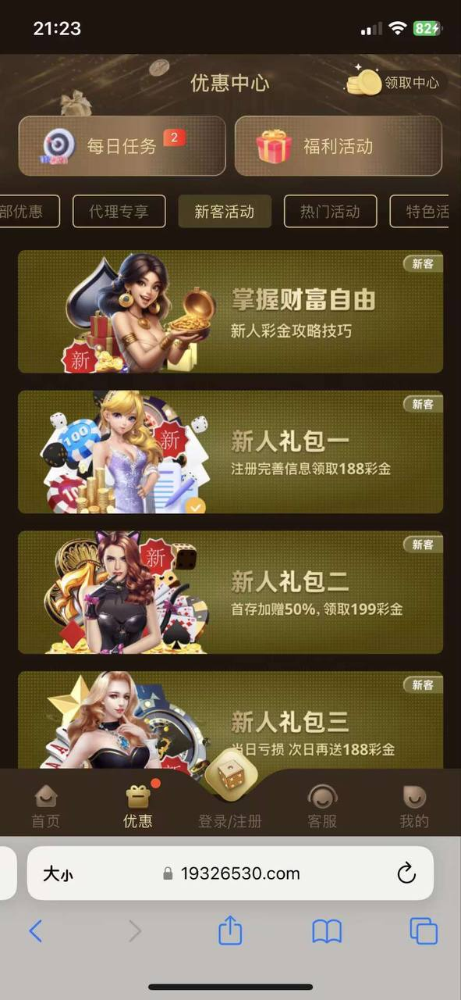 21:23
82
优惠中心
领取中心
每日任务
2
福利活动
部优惠
代理专享
新客活动
热门活动
特色活
新客
掌握财富自由
新人彩金攻略技巧
新
新客
新人礼包一
注册完善信息领取188彩金
新
100
新客
新人礼包二
首存加赠50%, 领取199彩金
新
新客
新人礼包三
当日亏损 次日再送188彩金
首页
优惠
登录/注册
客服
我的
大小
19326530.com